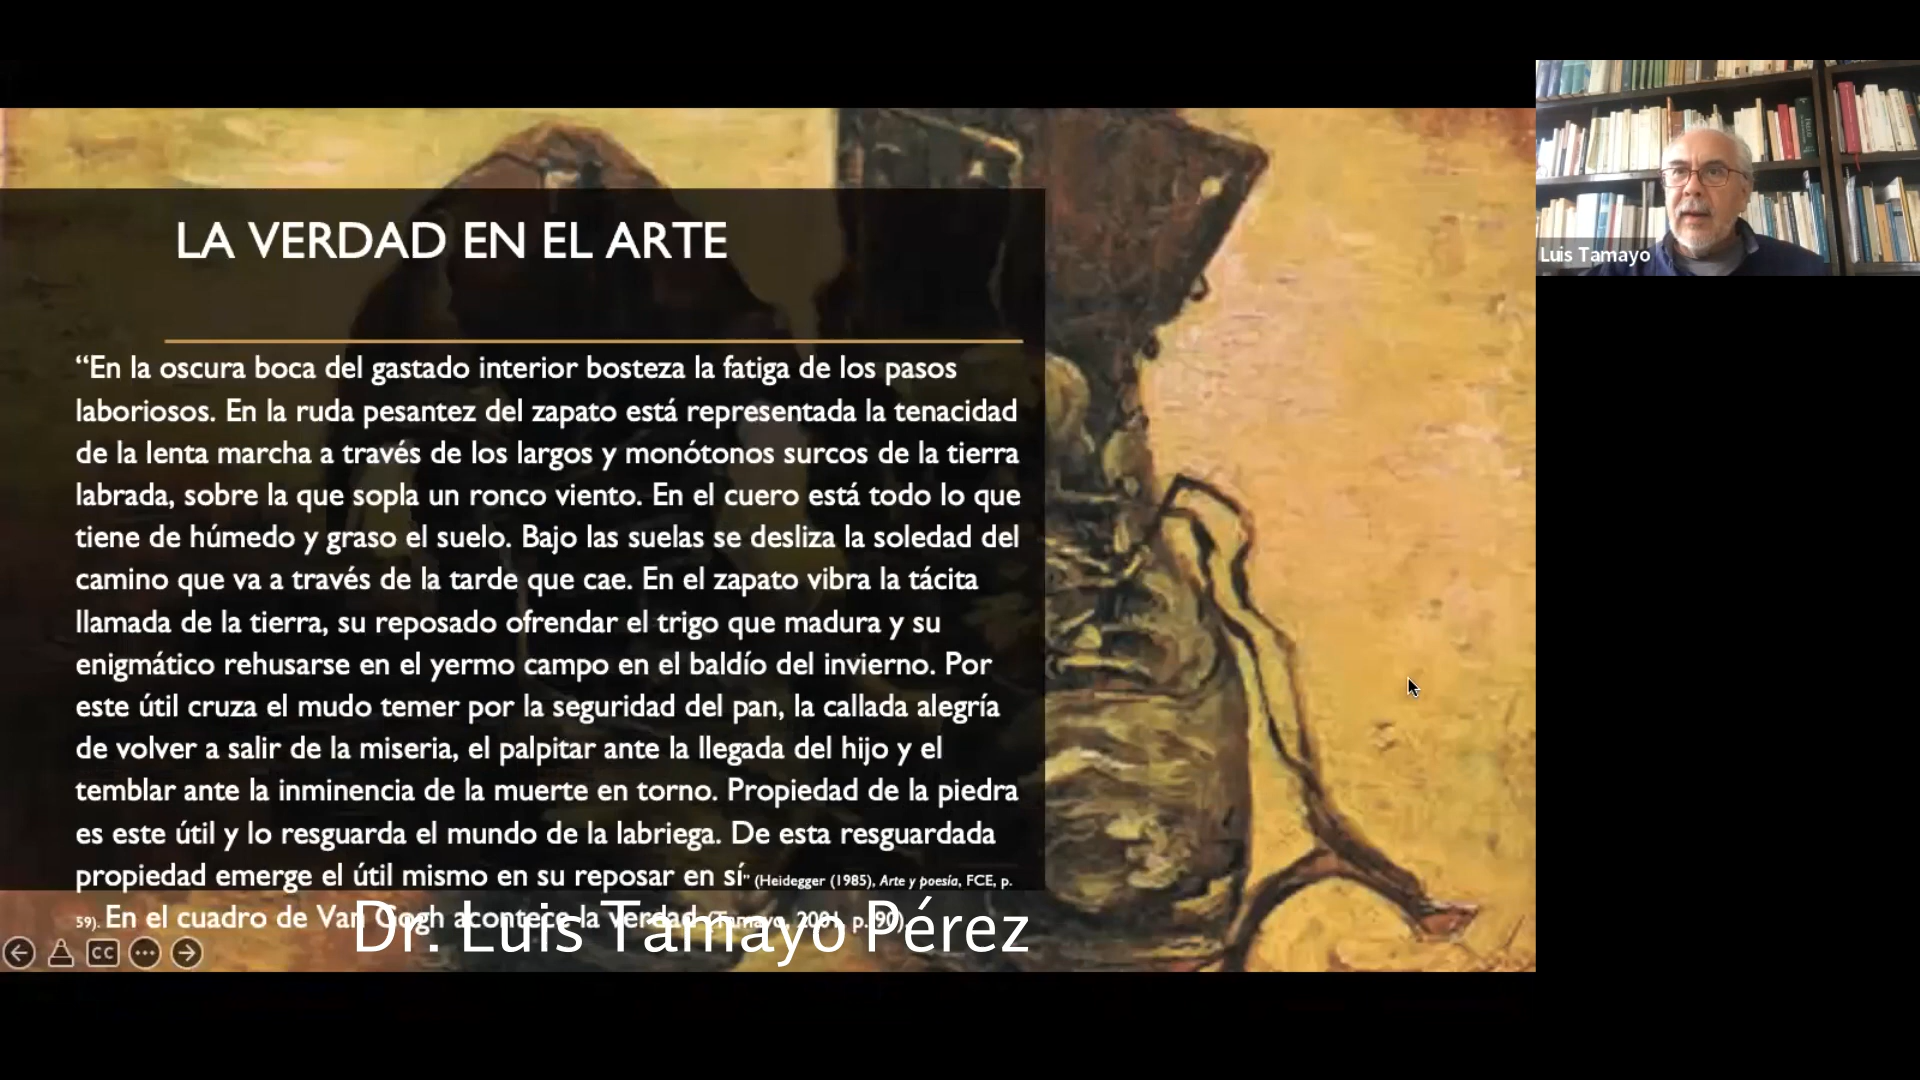 LA VERDAD EN EL ARTE
“En la oscura boca del gastado interior bosteza la fatiga de los pasos
laboriosos. En la ruda pesantez del zapato está representada la tenacidad
de la lenta marcha a través de los largos y monótonos surcos de la tierra
labrada, sobre la que sopla un ronco viento. En el cuero está todo lo que
tiene de húmedo y graso el suelo. Bajo las suelas se desliza la soledad del
camino que va a través de la tarde que cae. En el zapato vibra la tácita
llamada de la tierra, su reposado ofrendar el trigo que madura y su
enigmático rehusarse en el yermo campo en el baldío del invierno. Por
este útil cruza el mudo temer por la seguridad del pan, la callada alegría
de volver a salir de la miseria, el palpitar ante la llegada del hijo y el
temblar ante la inminencia de la muerte en torno. Propiedad de la piedra
es este útil y lo resguarda el mundo de la labriega. De esta resguardada
propiedad emerge el útil mismo en su reposar en sí” (Heidegger (1985), Arte y poesía, FCE, p.
59). En el cuadro de Van Gogh acontece la verdad (Tamayo, 2001, p. 90).
Dr. Luis Tamayo Pérez
CC
Luis Tamayo